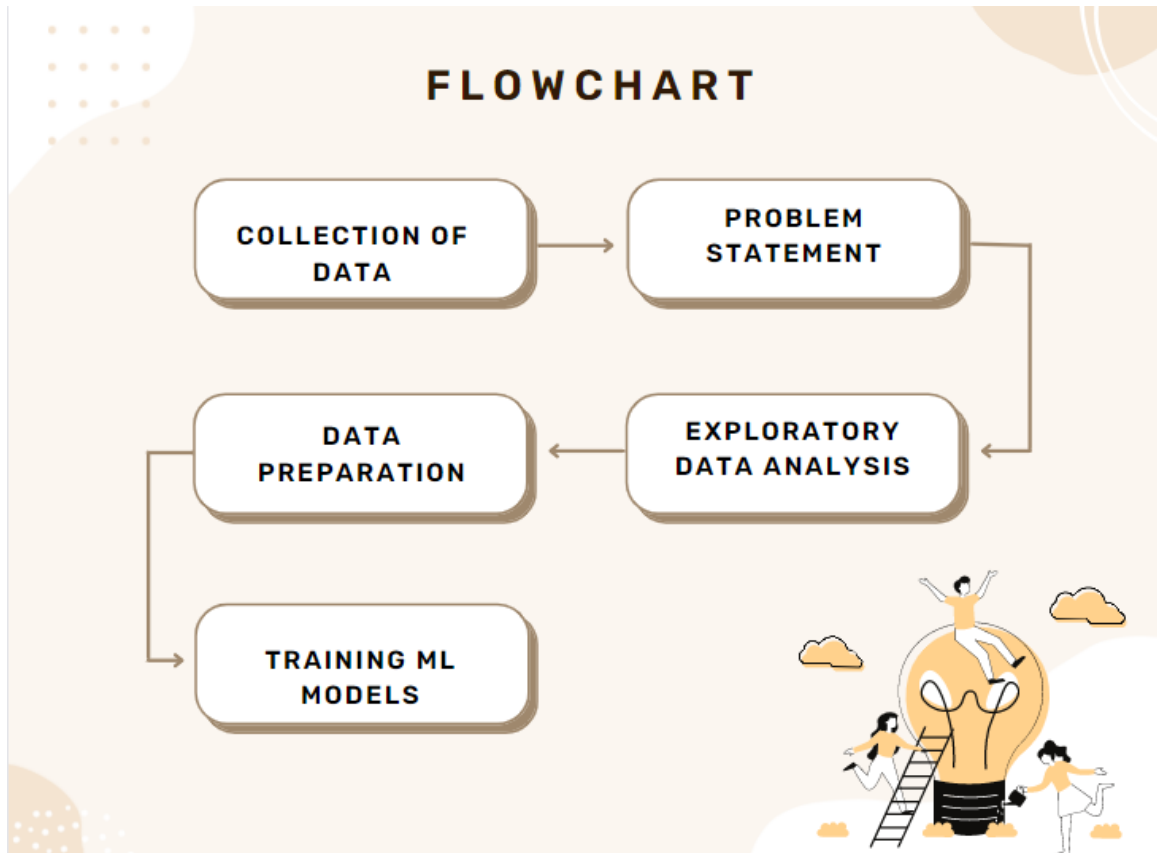 FLOWCHART
COLLECTION OF
DATA
PROBLEM
STATEMENT
EXPLORATORY
DATA ANALYSIS
DATA
PREPARATION
TRAINING ML
MODELS